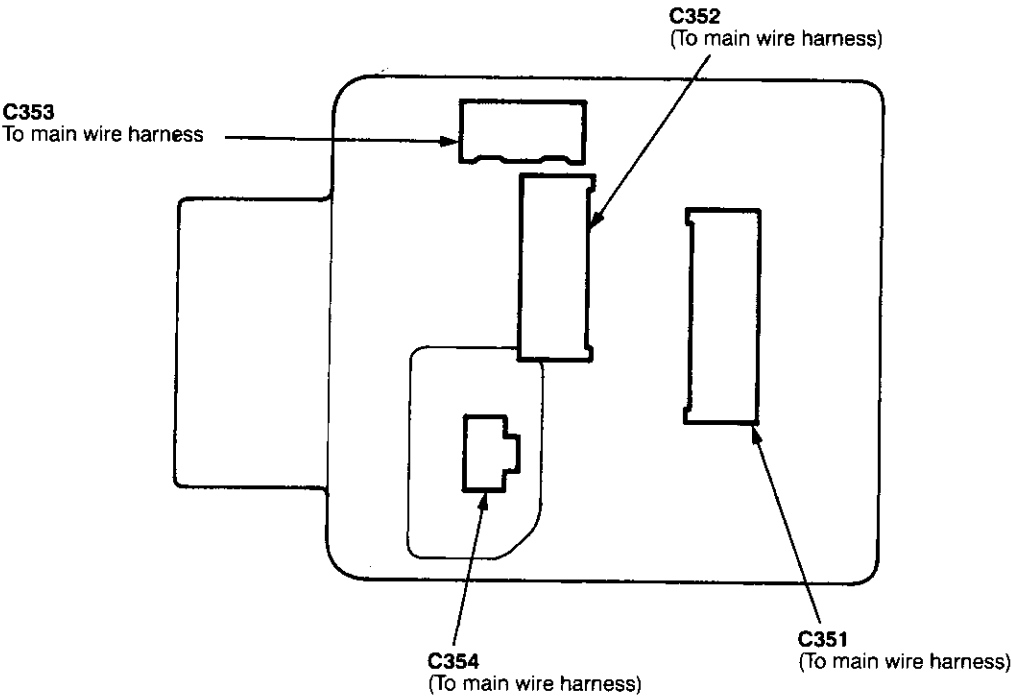 C352
(To main wire harness)
C353
To main wire harness
C354
(To main wire harness)
C351
(To main wire harness)